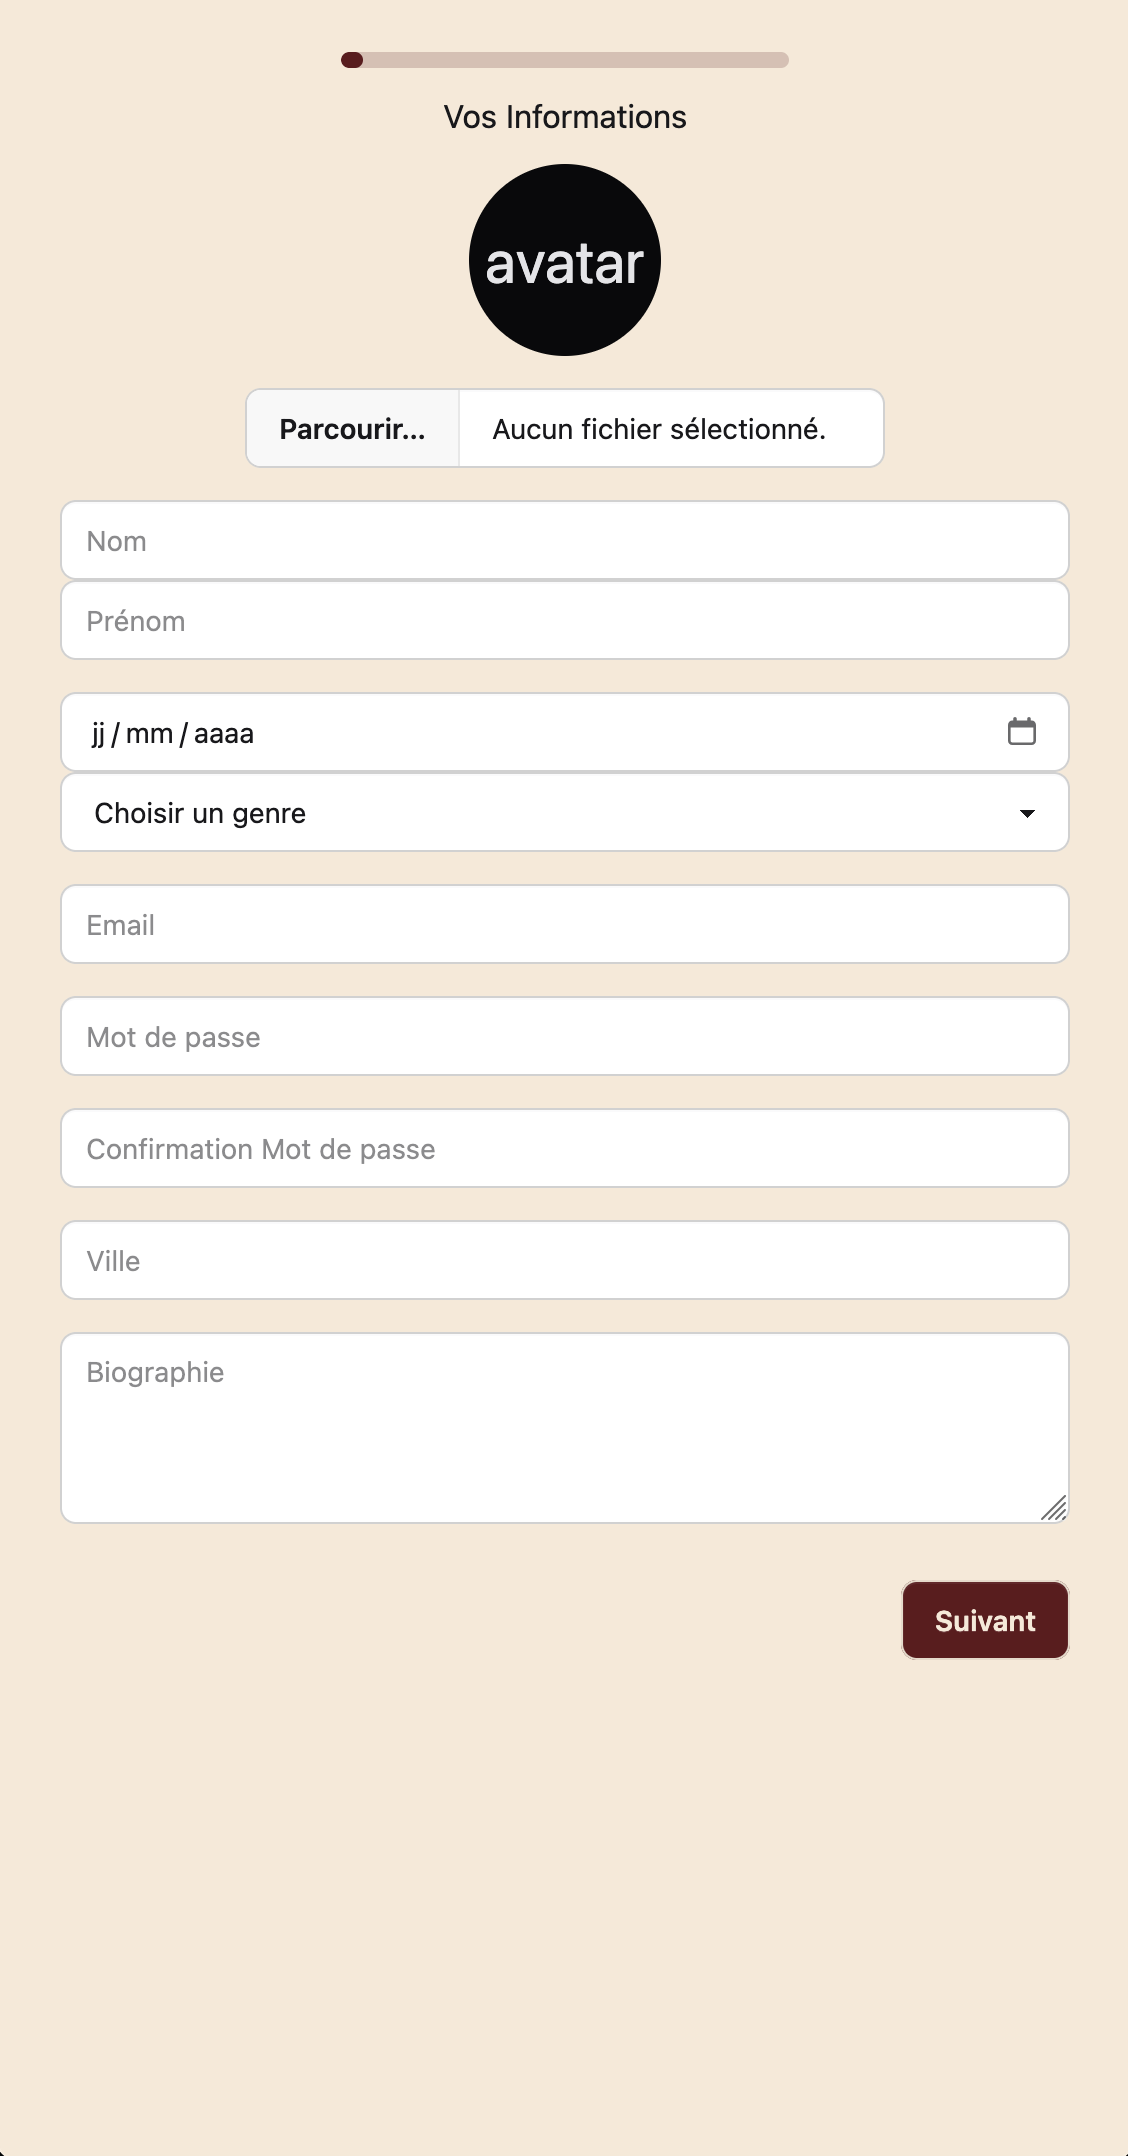 Vos Informations
avatar
Parcourir... Aucun fichier sélectionné.
Nom
Prénom
jj / mm / aaaa
Choisir un genre
Email
Mot de passe
Confirmation Mot de passe
Ville
Biographie
Suivant